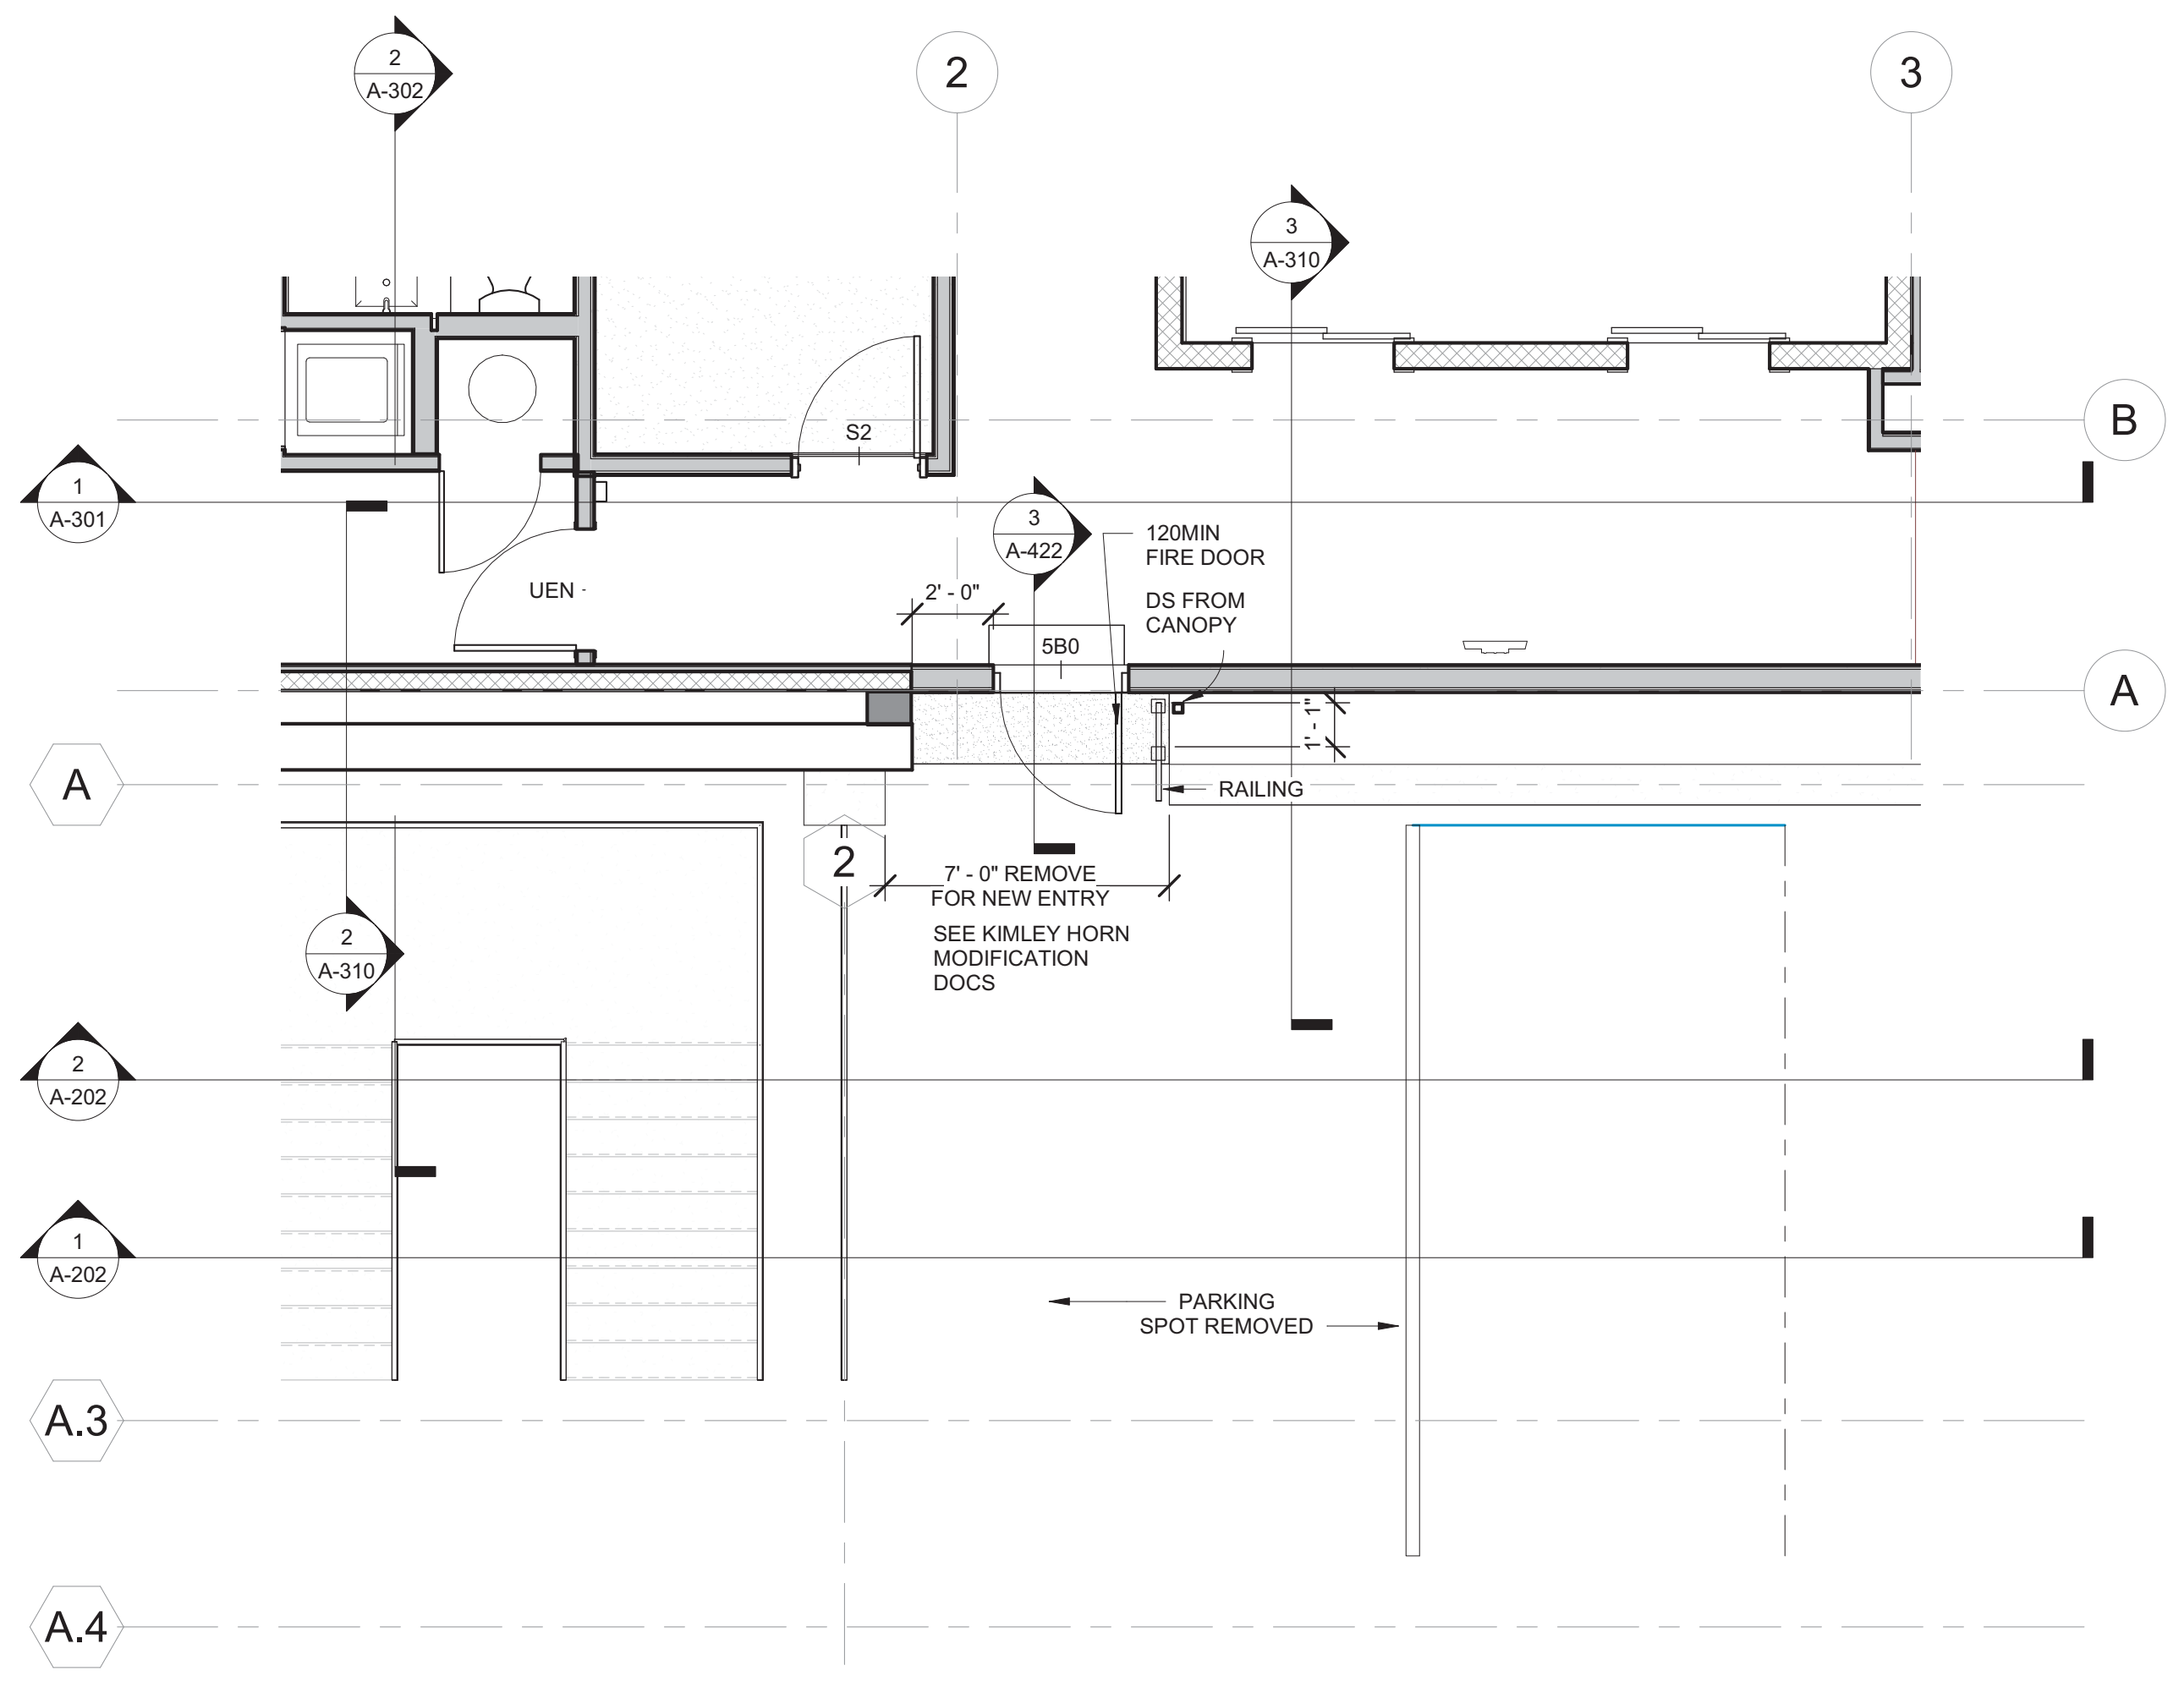 2
A-302
2
3
3
A-310
B
S2
1
A-301
3
A-422
120MIN
FIRE DOOR
UEN -
2' - 0"
DS FROM
CANOPY
5B0
A
1' - 1"
A
RAILING
2
7' - 0" REMOVE
FOR NEW ENTRY
SEE KIMLEY HORN
MODIFICATION
DOCS
2
A-310
2
A-202
1
A-202
PARKING
SPOT REMOVED
A.3
A.4